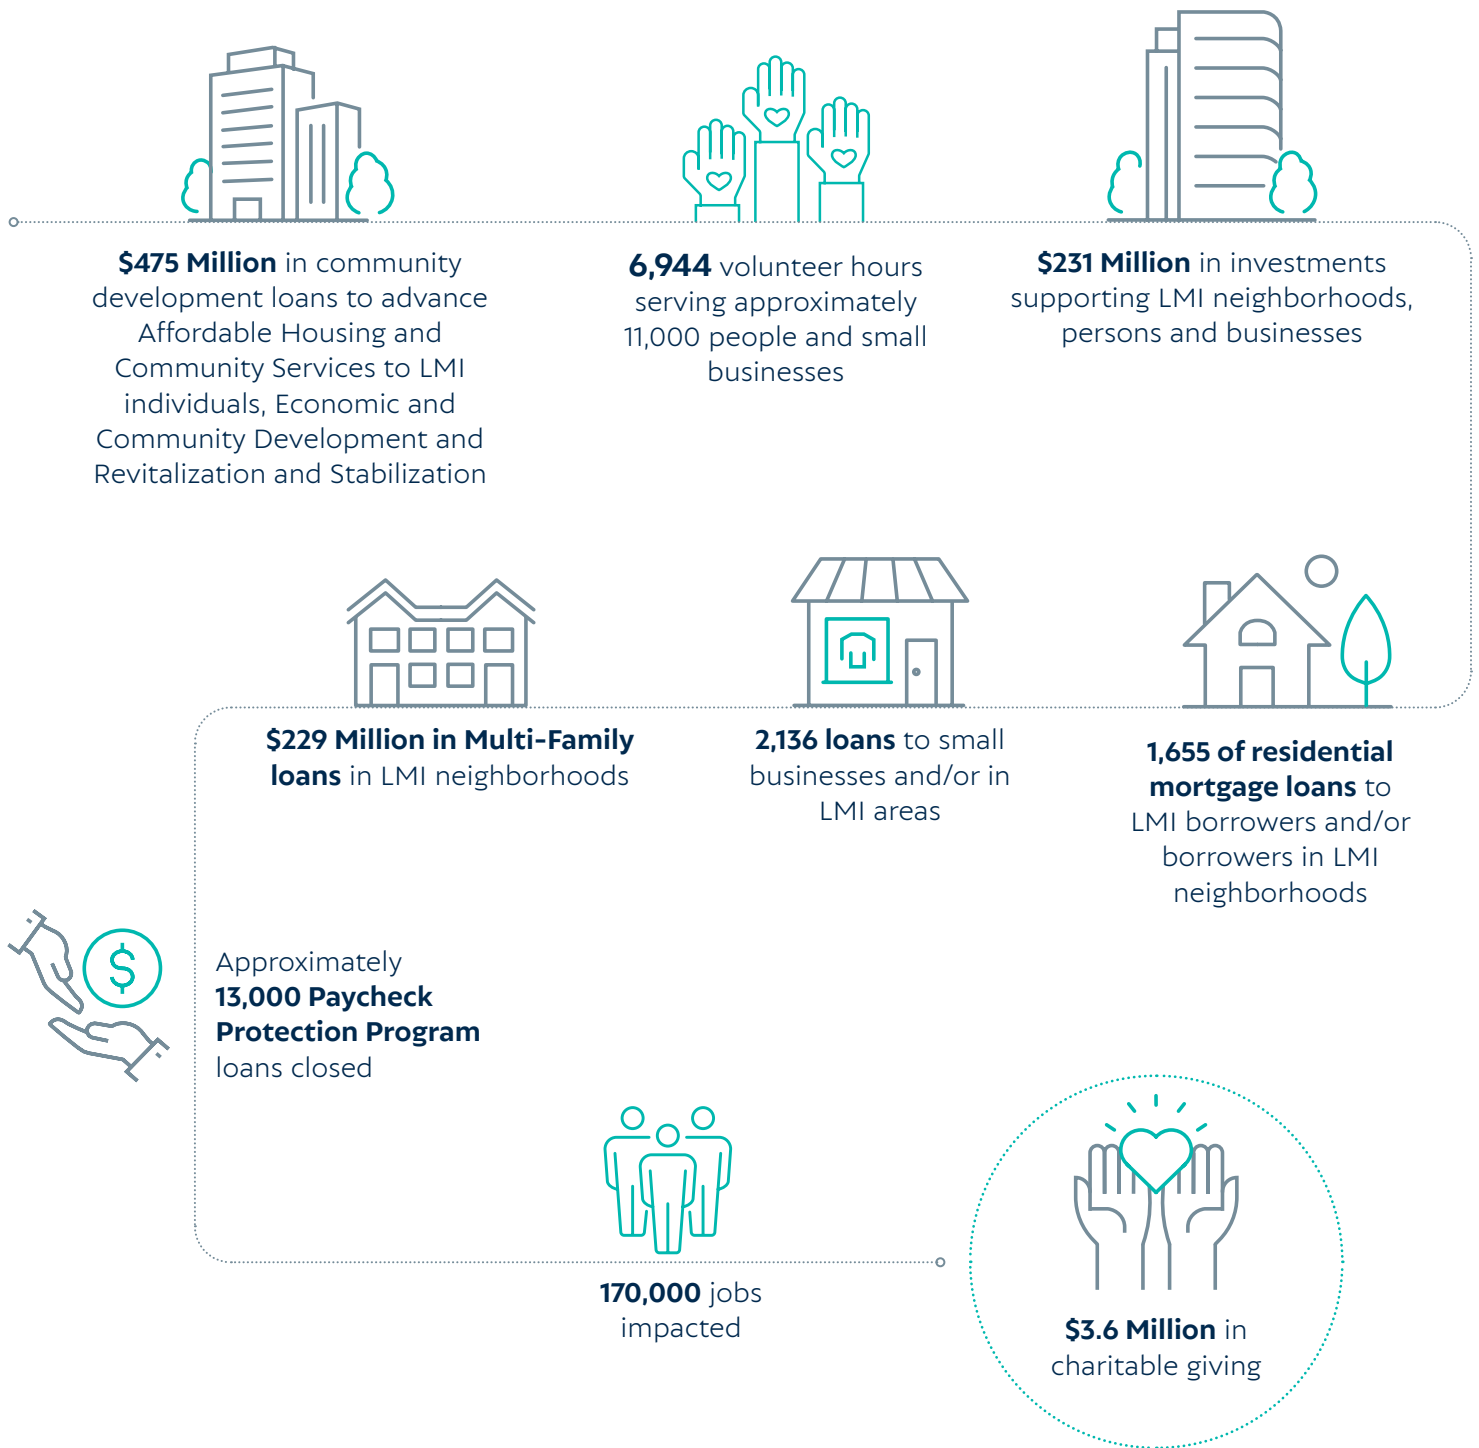 $475 Million in community
development loans to advance
Affordable Housing and
Community Services to LMI
individuals, Economic and
Community Development and
Revitalization and Stabilization
6,944 volunteer hours
serving approximately
11,000 people and small
businesses
$231 Million in investments
supporting LMI neighborhoods,
persons and businesses
$229 Million in Multi-Family
loans in LMI neighborhoods
2,136 loans to small
businesses and/or in
LMI areas
1,655 of residential
mortgage loans to
LMI borrowers and/or
borrowers in LMI
neighborhoods
$
Approximately
13,000 Paycheck
Protection Program
loans closed
170,000 jobs
impacted
$3.6 Million in
charitable giving